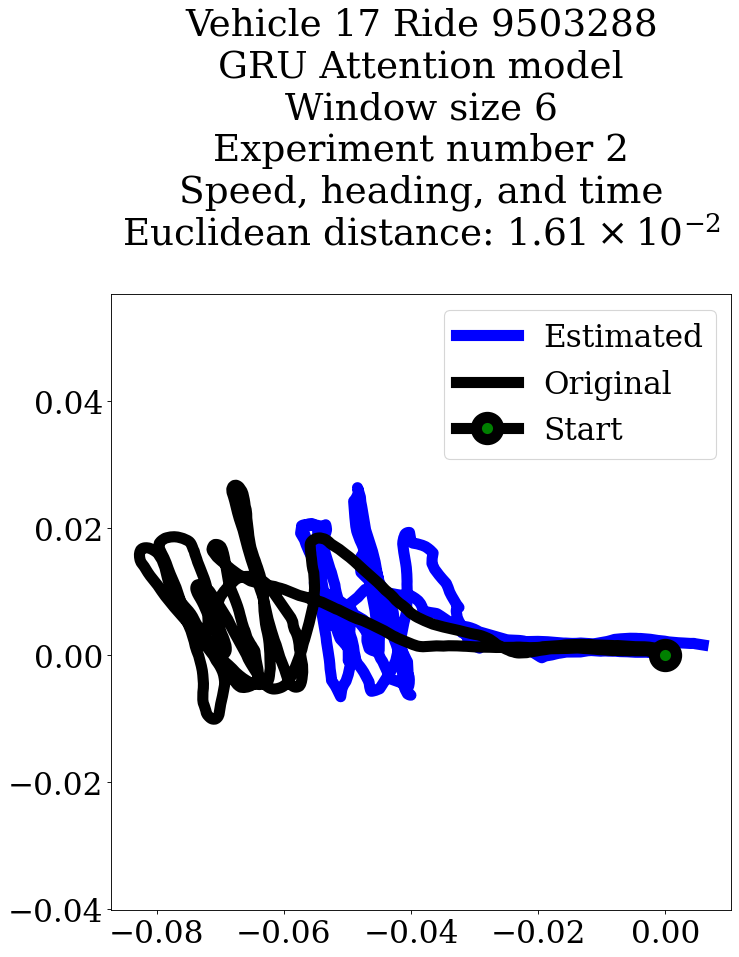 Vehicle 17 Ride 9503288
GRU Attention model
Window size 6
Experiment number 2
Speed, heading, and time
Euclidean distance: 1.61 × 10⁻²
Estimated
Original
Start
0.04
0.02
0.00
−0.02
−0.04
−0.08 −0.06 −0.04 −0.02 0.00